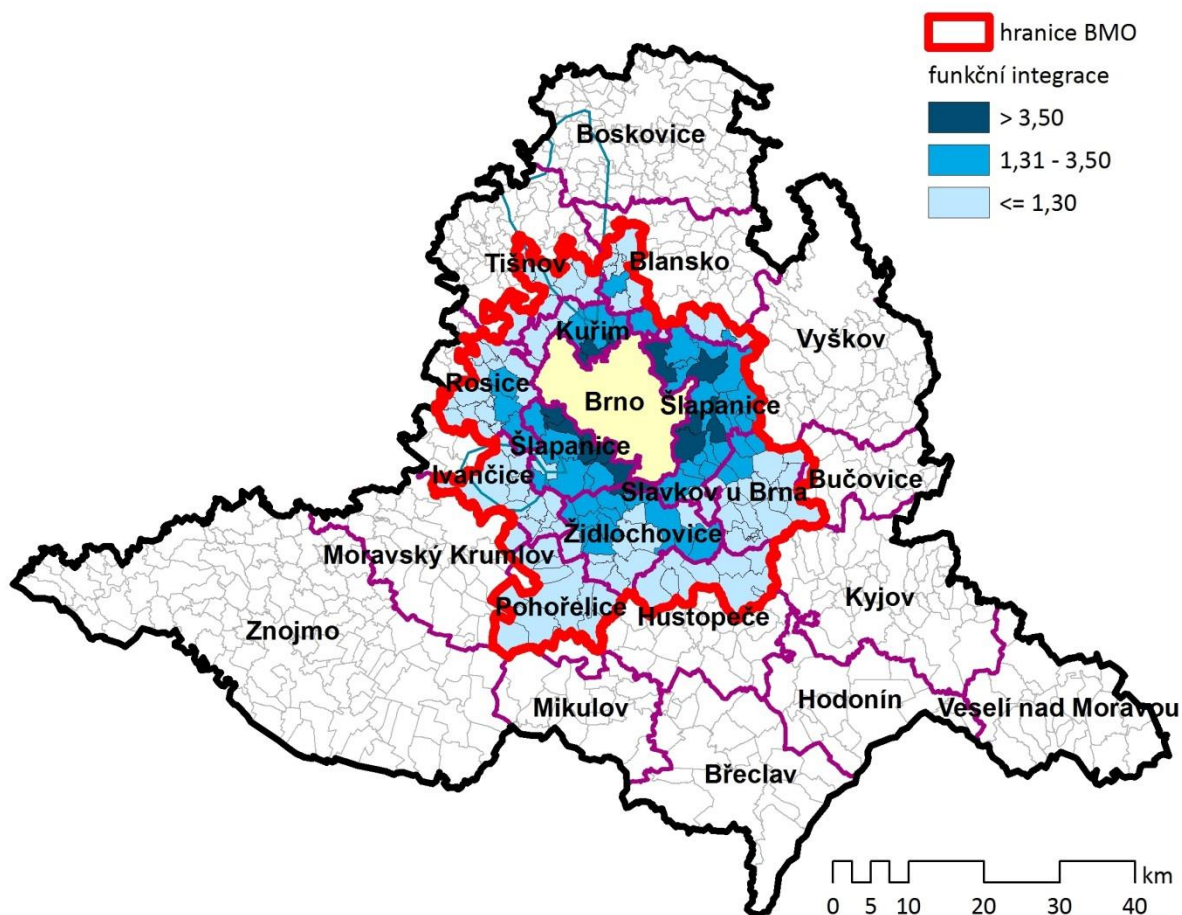 hranice BMO
funkční integrace
> 3,50
1,31 - 3,50
<= 1,30
Boskovice
Tišnov
Blansko
Kuřim
Vyškov
Rosice
Brno
Šlapanice
Šlapanice
Ivančice
Bučovice
Slavkov u Brna
Židlochovice
Moravský Krumlov
Kyjov
Pohořelice
Hustopeče
Znojmo
Mikulov
Hodonín
Veselí nad Moravou
Břeclav
km
0 5 10 20 30 40